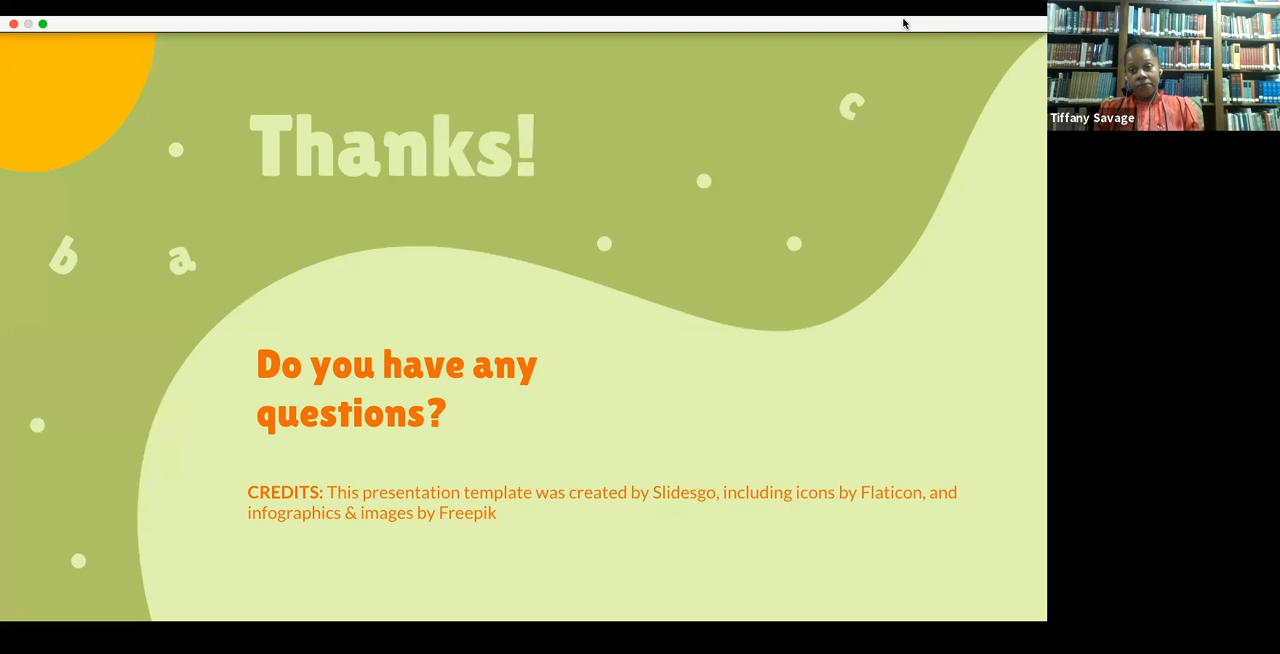 Thanks!
c
b
a
Do you have any
questions?
CREDITS: This presentation template was created by Slidesgo, including icons by Flaticon, and
infographics & images by Freepik
Tiffany Savage